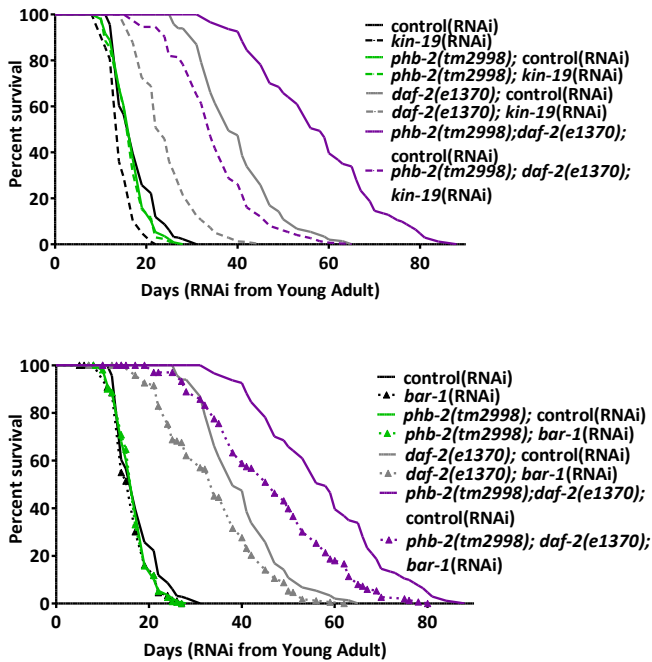 Percent survival
100
80
60
40
20
0
0 20 40 60 80
Days (RNAi from Young Adult)
control(RNAi)
kin-19(RNAi)
phb-2(tm2998); control(RNAi)
phb-2(tm2998); kin-19(RNAi)
daf-2(e1370); control(RNAi)
daf-2(e1370); kin-19(RNAi)
phb-2(tm2998);daf-2(e1370);
control(RNAi)
phb-2(tm2998); daf-2(e1370);
kin-19(RNAi)
Percent survival
100
80
60
40
20
0
0 20 40 60 80
Days (RNAi from Young Adult)
control(RNAi)
bar-1(RNAi)
phb-2(tm2998); control(RNAi)
phb-2(tm2998); bar-1(RNAi)
daf-2(e1370); control(RNAi)
daf-2(e1370); bar-1(RNAi)
phb-2(tm2998);daf-2(e1370);
control(RNAi)
phb-2(tm2998); daf-2(e1370);
bar-1(RNAi)